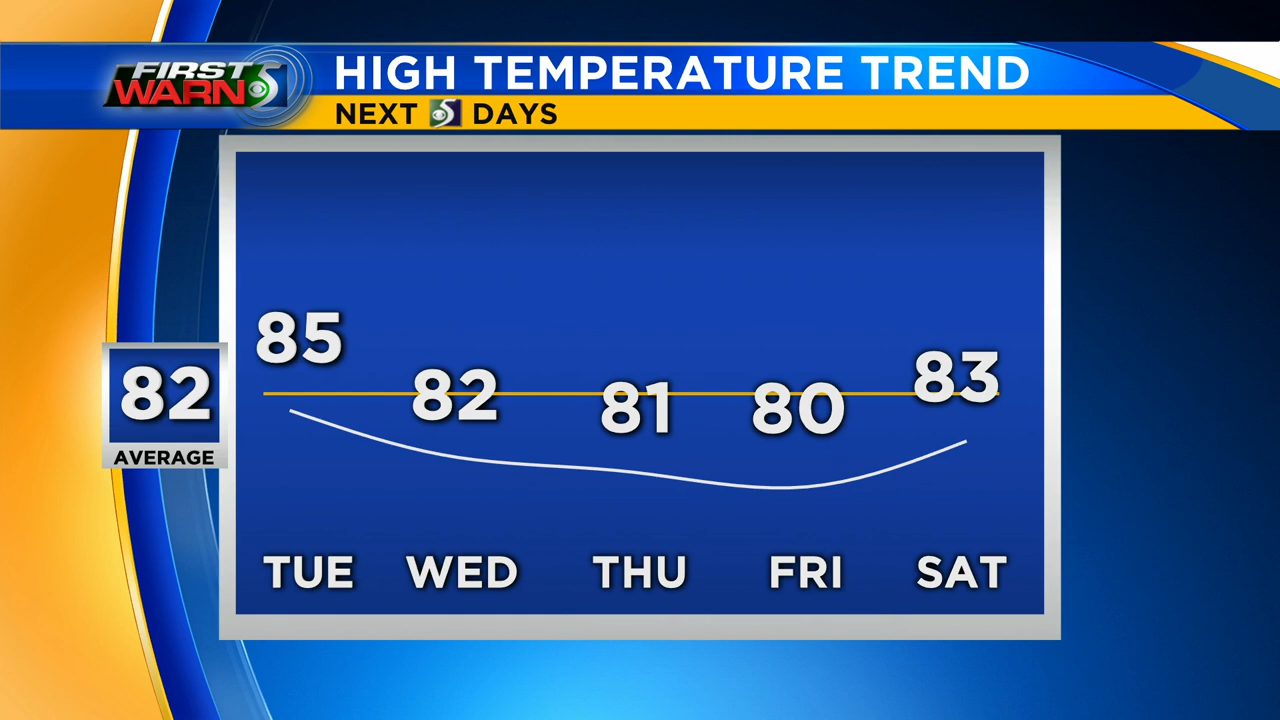 FIRST
WARN 5
HIGH TEMPERATURE TREND
NEXT 5 DAYS
85
82
81
80
83
82
AVERAGE
TUE WED THU FRI SAT